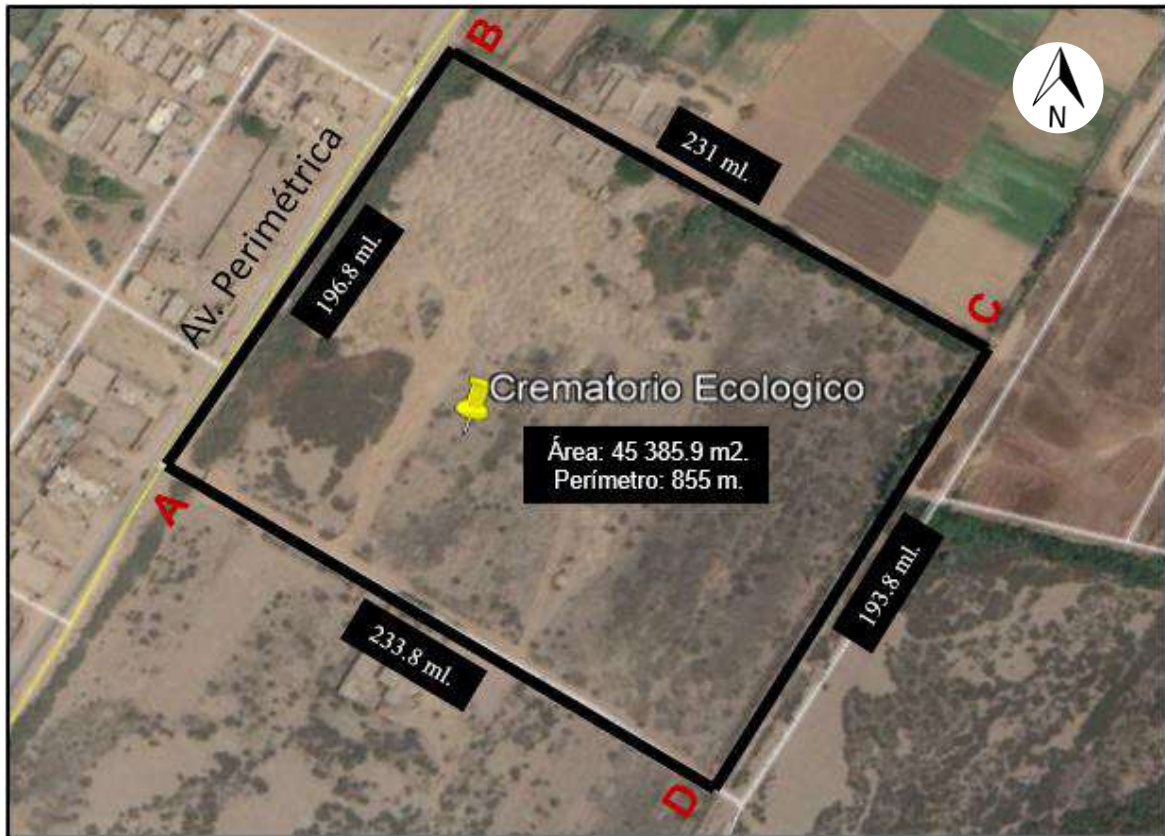 B
N
231 ml.
Av. Perimétrica
196.8 ml.
C
Crematorio Ecologico
Área: 45 385.9 m2.
Perímetro: 855 m.
A
193.8 ml.
233.8 ml.
D